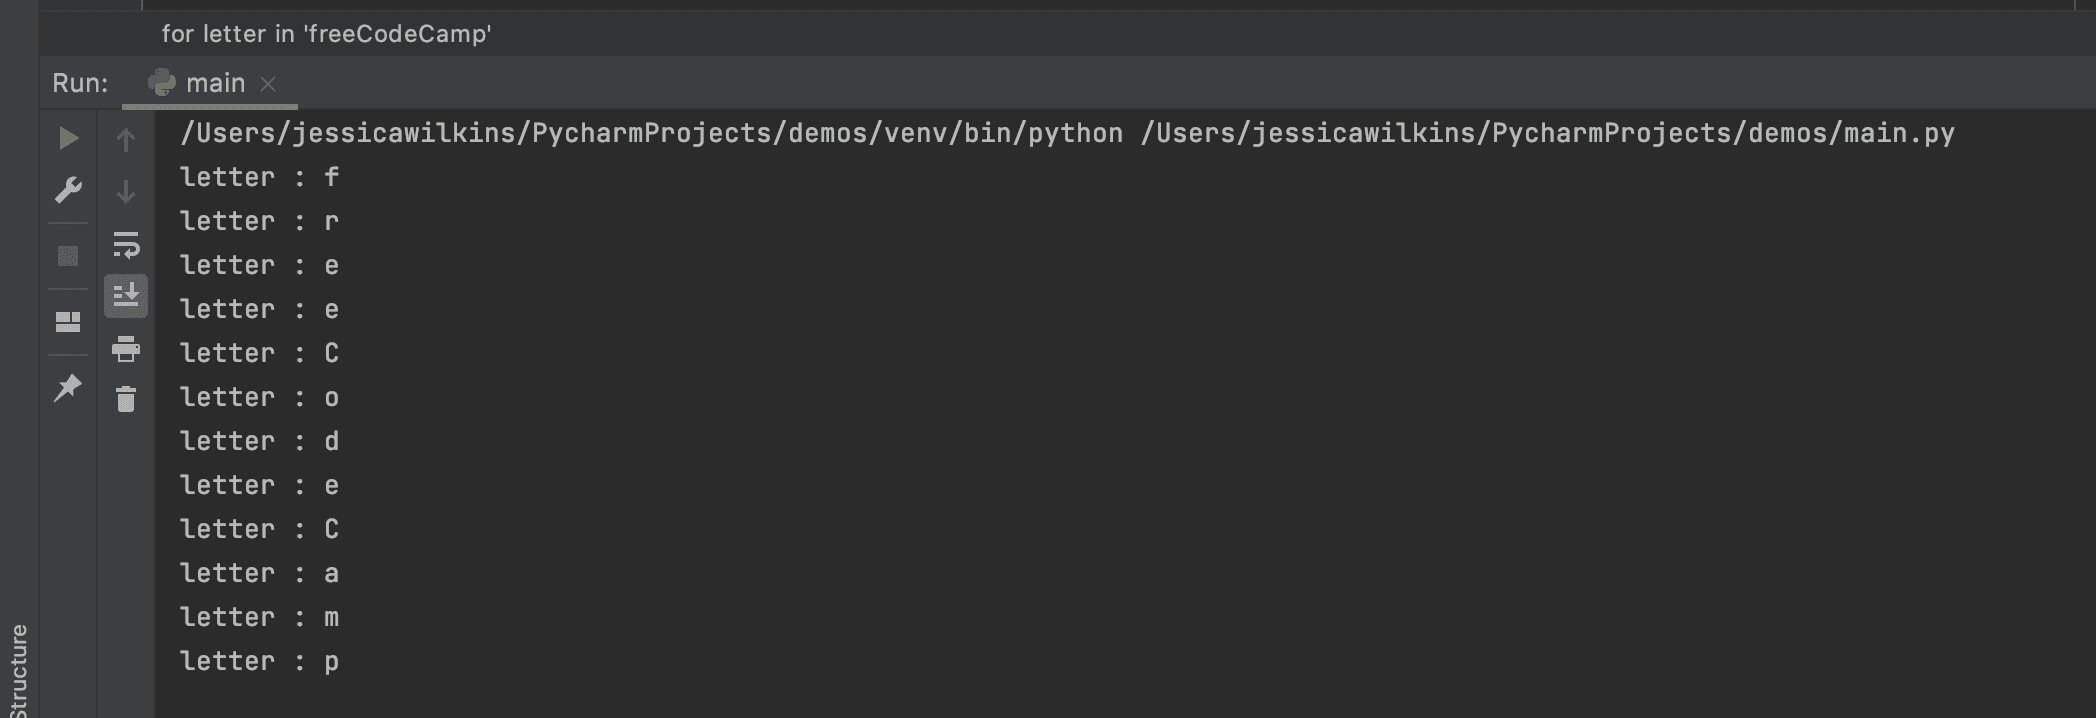 for letter in 'freeCodeCamp'
Run: main
/Users/jessicawilkins/PycharmProjects/demos/venv/bin/python /Users/jessicawilkins/PycharmProjects/demos/main.py
letter : f
letter : r
letter : e
letter : e
letter : C
letter : o
letter : d
letter : e
letter : C
letter : a
letter : m
letter : p
Structure